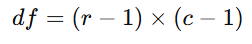 df = (r − 1) × (c − 1)